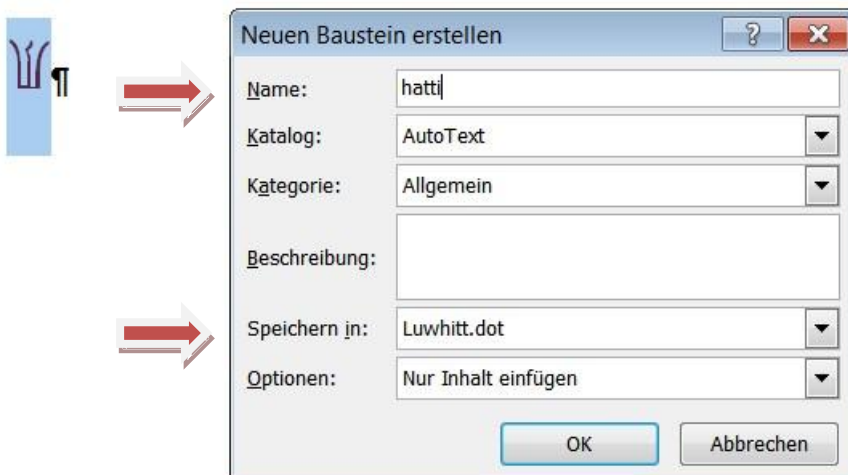 ¶
Neuen Baustein erstellen
Name: hatti
Katalog: AutoText
Kategorie: Allgemein
Beschreibung:
Speichern in: Luwhitt.dot
Optionen: Nur Inhalt einfügen
OK Abbrechen